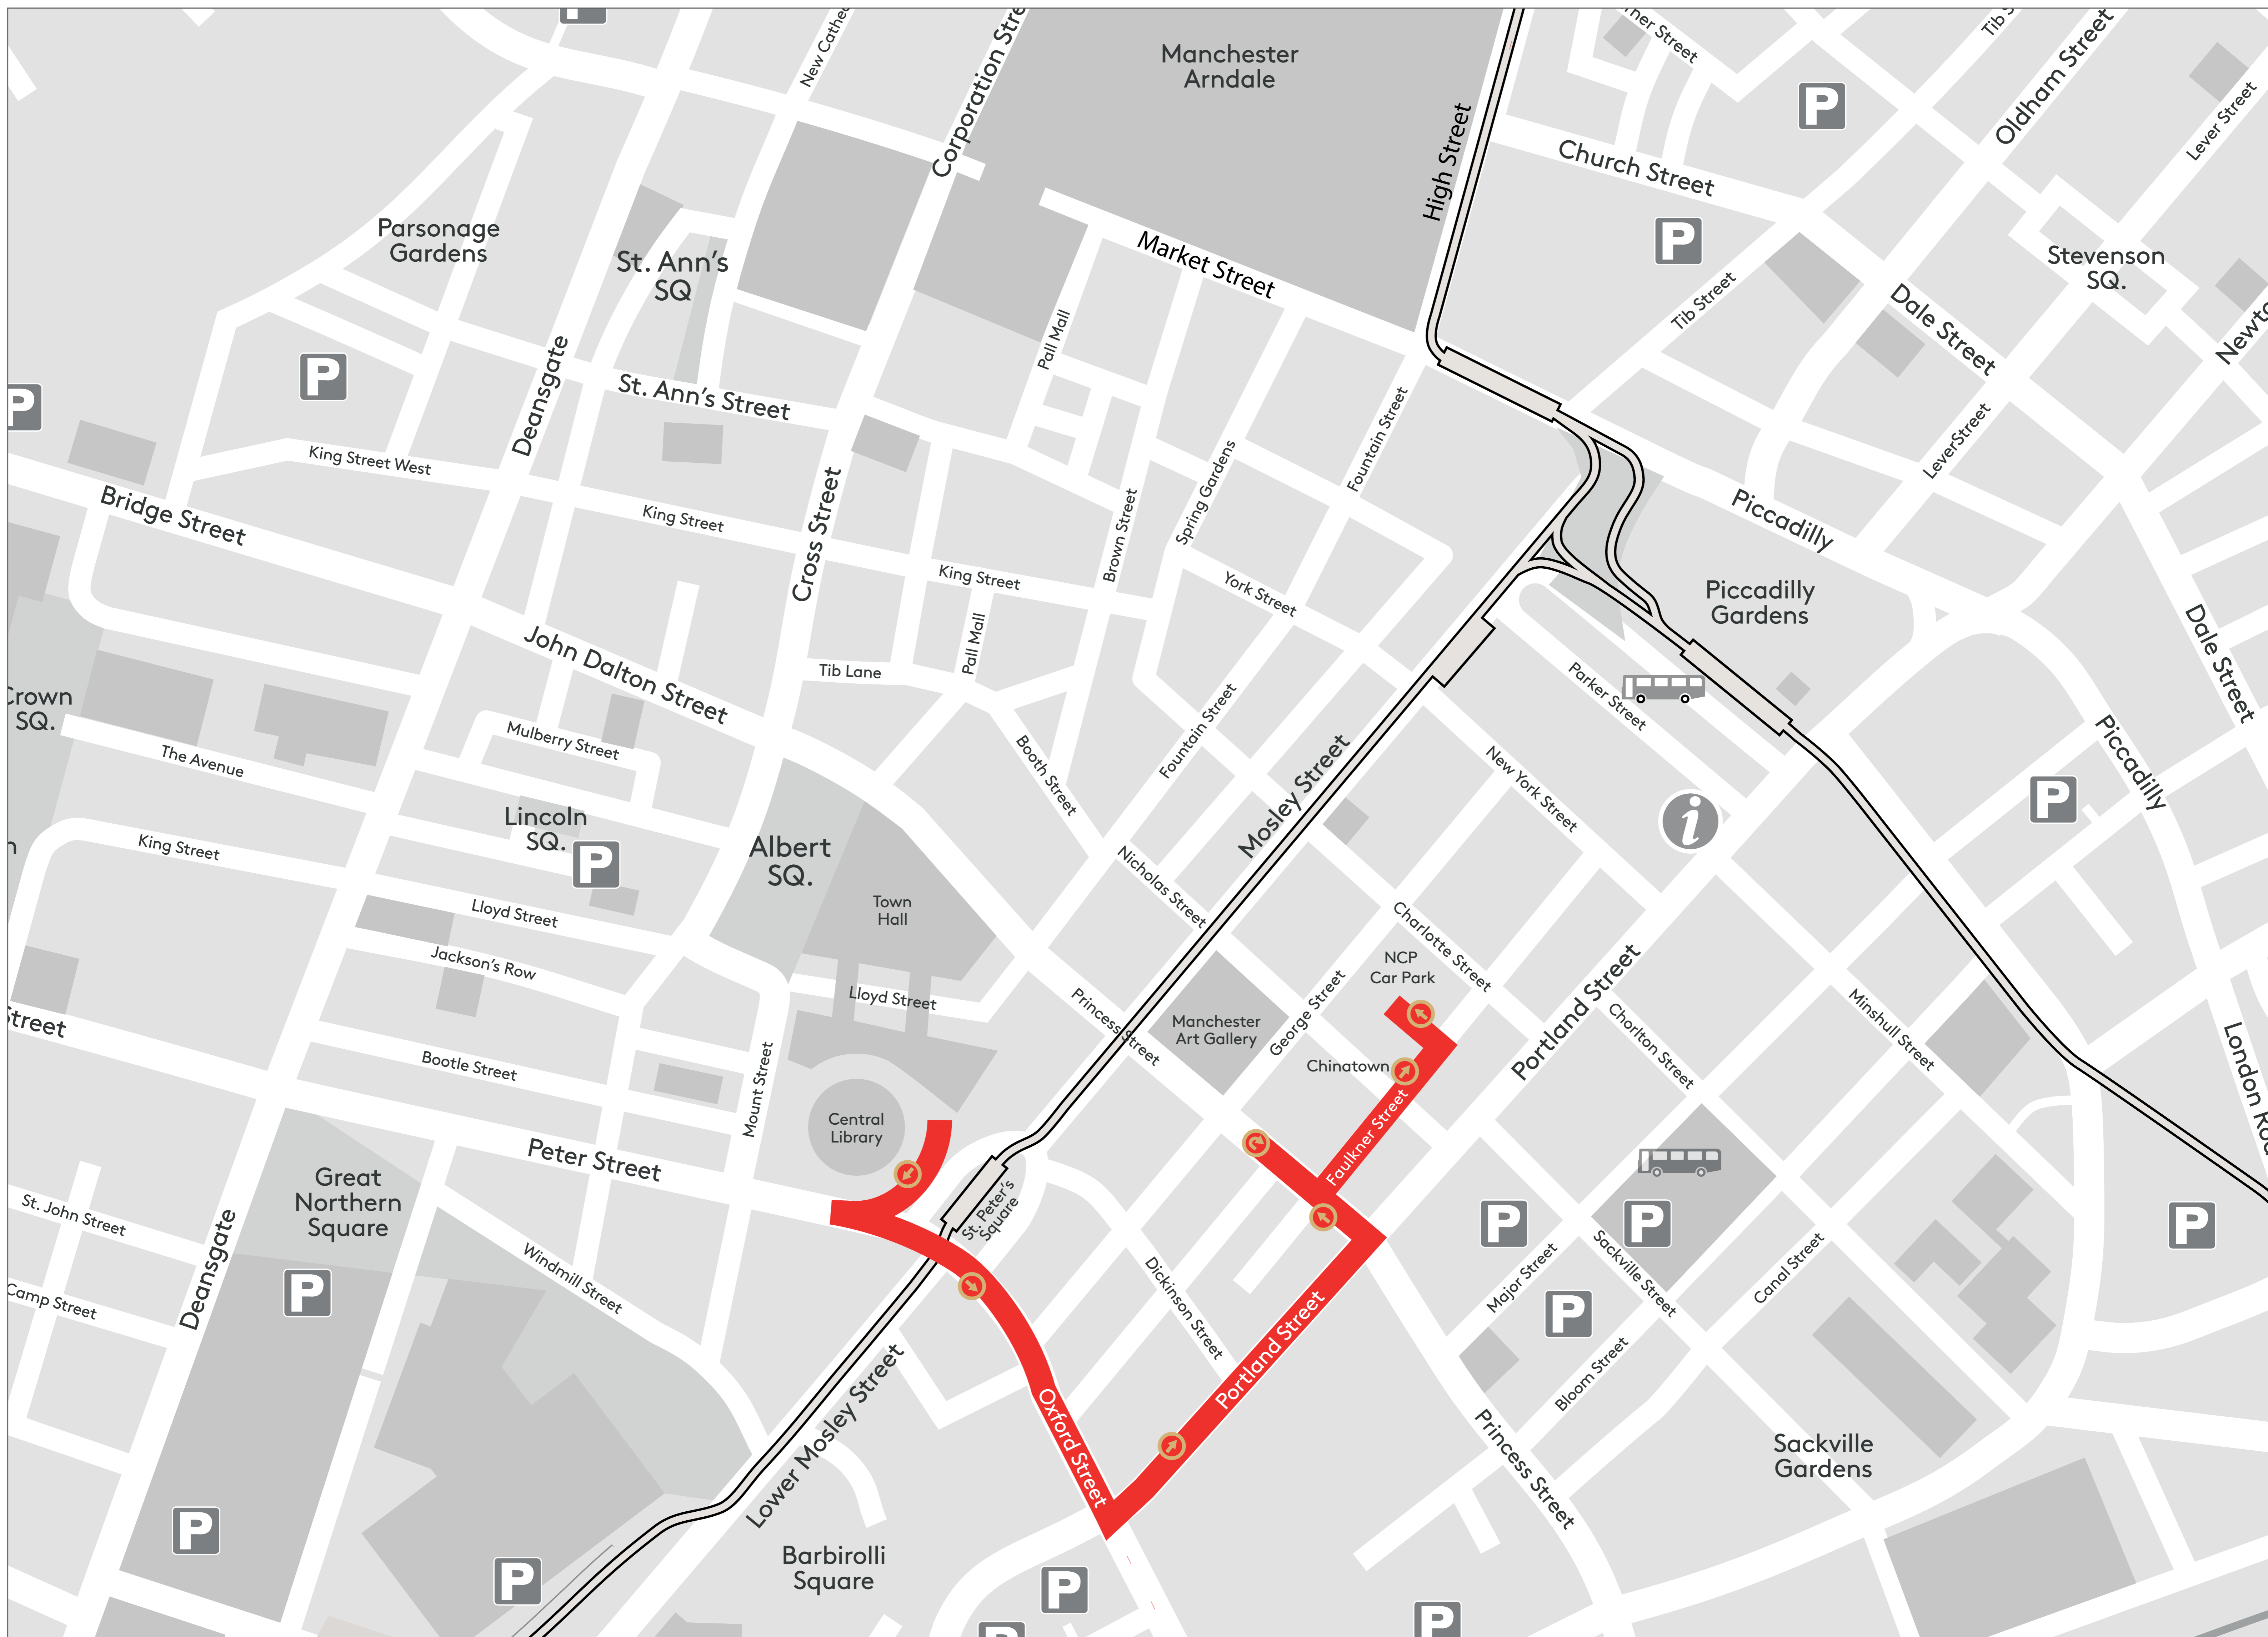 New Cathe
Corporation Stre
Manchester
Arndale
rner Street
Tib S
Oldham Street
P
Lever Street
High Street
Church Street
Parsonage
Gardens
St. Ann's
SQ
Market Street
P
Stevenson
SQ.
Tib Street
Dale Street
Newto
Pall Mall
P
P
Deansgate
St. Ann's Street
Fountain Street
LeverStreet
King Street West
Bridge Street
King Street
Cross Street
Spring Gardens
Brown Street
Piccadilly
King Street
York Street
Piccadilly
Gardens
Pall Mall
Tib Lane
John Dalton Street
Parker Street
Dale Street
Crown
SQ.
Mulberry Street
The Avenue
Booth Street
Fountain Street
Mosley Street
New York Street
Piccadilly
P
i
Lincoln
SQ.
P
King Street
Albert
SQ.
Nicholas Street
Lloyd Street
Town
Hall
Charlotte Street
Jackson's Row
NCP
Car Park
Portland Street
Lloyd Street
Princess Street
Manchester
Art Gallery
George Street
Chorlton Street
Minshull Street
London Roa
Street
Bootle Street
Mount Street
Chinatown
Central
Library
Faulkner Street
Peter Street
Great
Northern
Square
St. Peter's
Square
St. John Street
P
P
P
Deansgate
Windmill Street
Camp Street
P
Dickinson Street
Major Street
Sackville Street
Canal Street
P
Portland Street
Lower Mosley Street
Oxford Street
Bloom Street
Princess Street
Sackville
Gardens
P
P
Barbirolli
Square
P
P
P